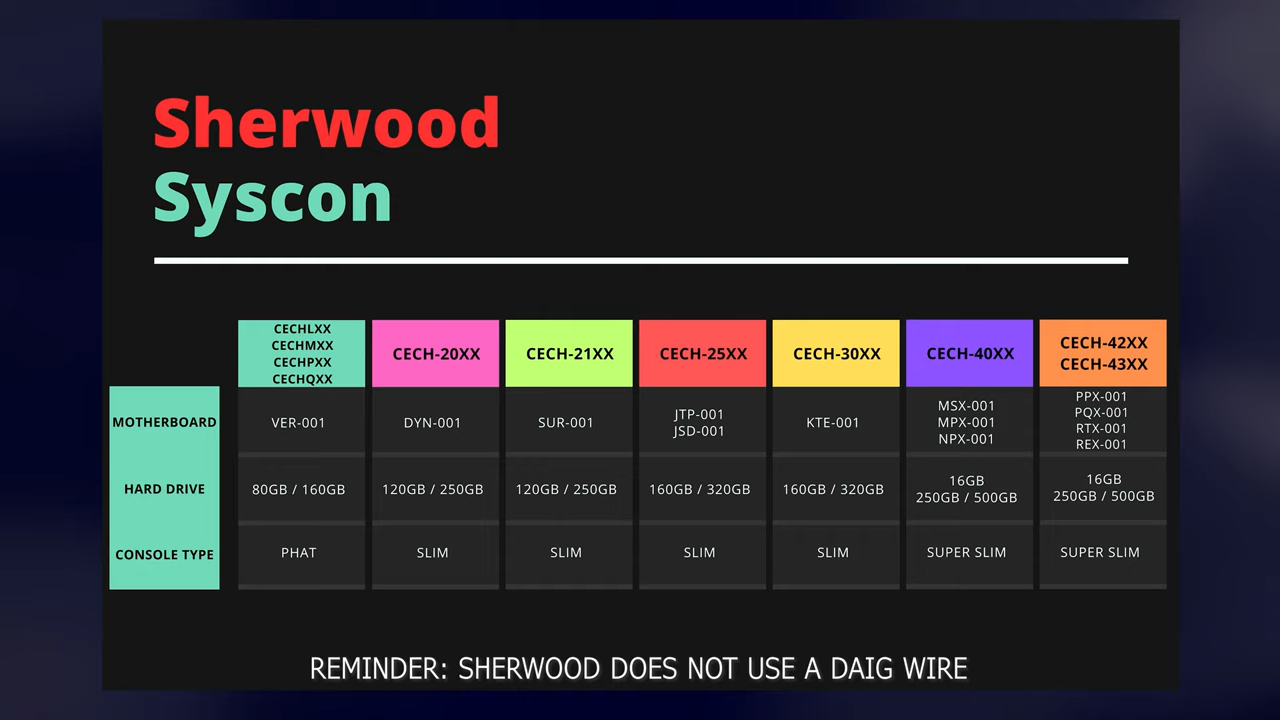 Sherwood
Syscon
CECHLXX
CECHMXX
CECHPXX
CECHQXX
CECH-20XX
CECH-21XX
CECH-25XX
CECH-30XX
CECH-40XX
CECH-42XX
CECH-43XX
MOTHERBOARD
VER-001
DYN-001
SUR-001
JTP-001
JSD-001
KTE-001
MSX-001
MPX-001
NPX-001
PPX-001
PQX-001
RTX-001
REX-001
HARD DRIVE
80GB / 160GB
120GB / 250GB
120GB / 250GB
160GB / 320GB
160GB / 320GB
16GB
250GB / 500GB
16GB
250GB / 500GB
CONSOLE TYPE
PHAT
SLIM
SLIM
SLIM
SLIM
SUPER SLIM
SUPER SLIM
REMINDER: SHERWOOD DOES NOT USE A DAIG WIRE